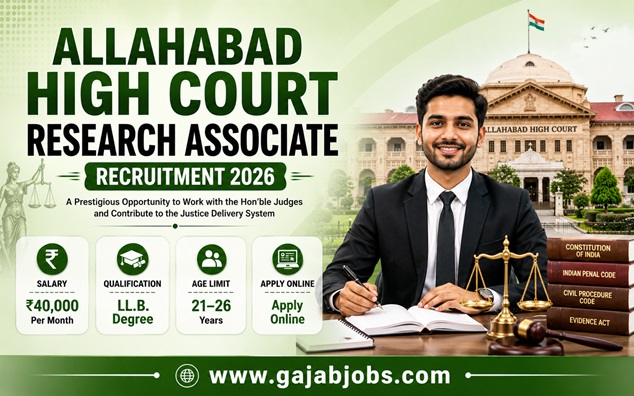 ALLAHABAD
HIGH COURT
RESEARCH ASSOCIATE
RECRUITMENT 2026
A Prestigious Opportunity to Work with the Hon'ble Judges
and Contribute to the Justice Delivery System
₹
SALARY
₹40,000
Per Month
QUALIFICATION
LL.B.
Degree
AGE LIMIT
21–26
Years
APPLY ONLINE
Apply
Online
ALLAHABAD HIGH COURT
CONSTITUTION
OF INDIA
INDIAN PENAL CODE
CIVIL PROCEDURE
CODE
EVIDENCE ACT
www.gajabjobs.com